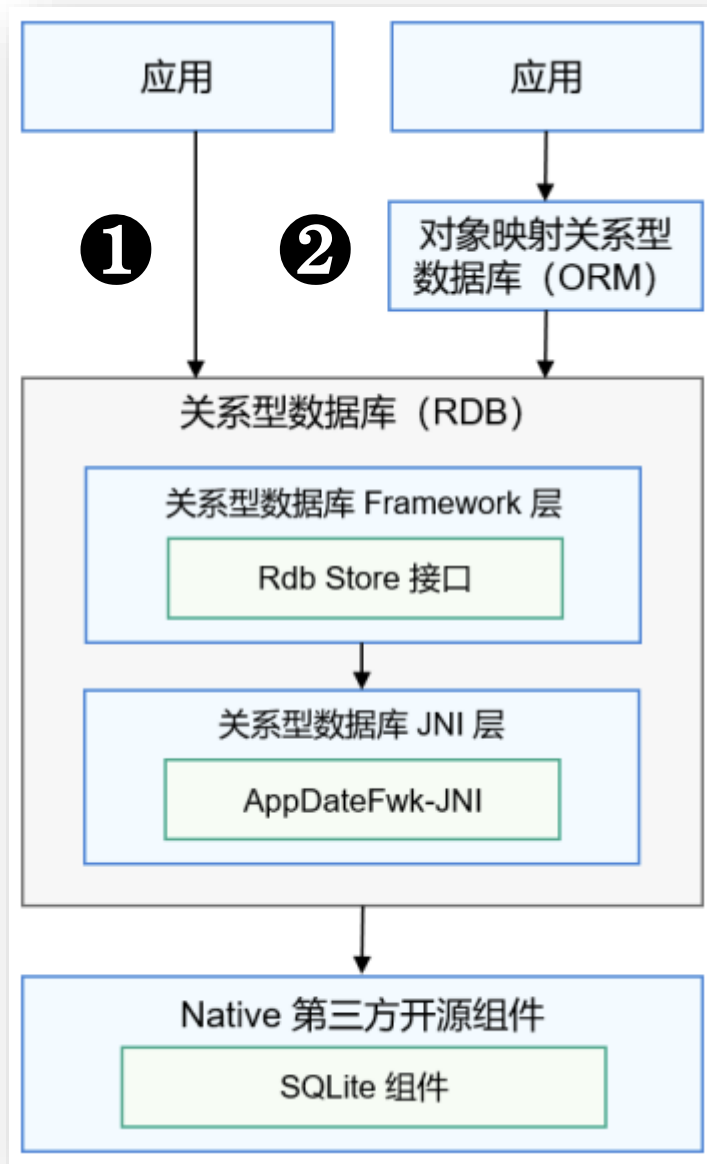 应用
应用
❶
❷
对象映射关系型
数据库（ORM）
关系型数据库（RDB）
关系型数据库 Framework 层
Rdb Store 接口
关系型数据库 JNI 层
AppDateFwk-JNI
Native 第三方开源组件
SQLite 组件